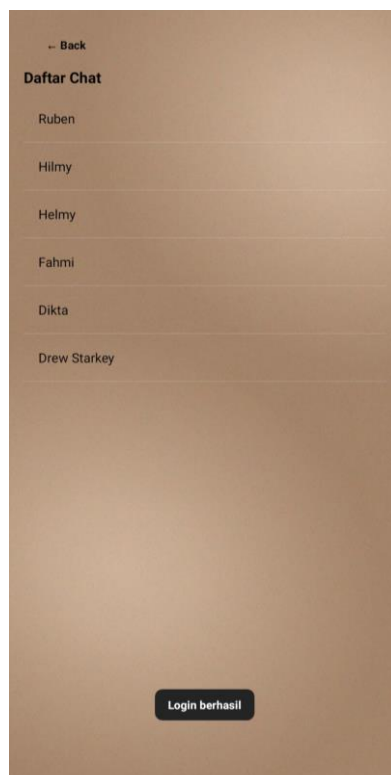 ← Back
Daftar Chat
Ruben
Hilmy
Helmy
Fahmi
Dikta
Drew Starkey
Login berhasil